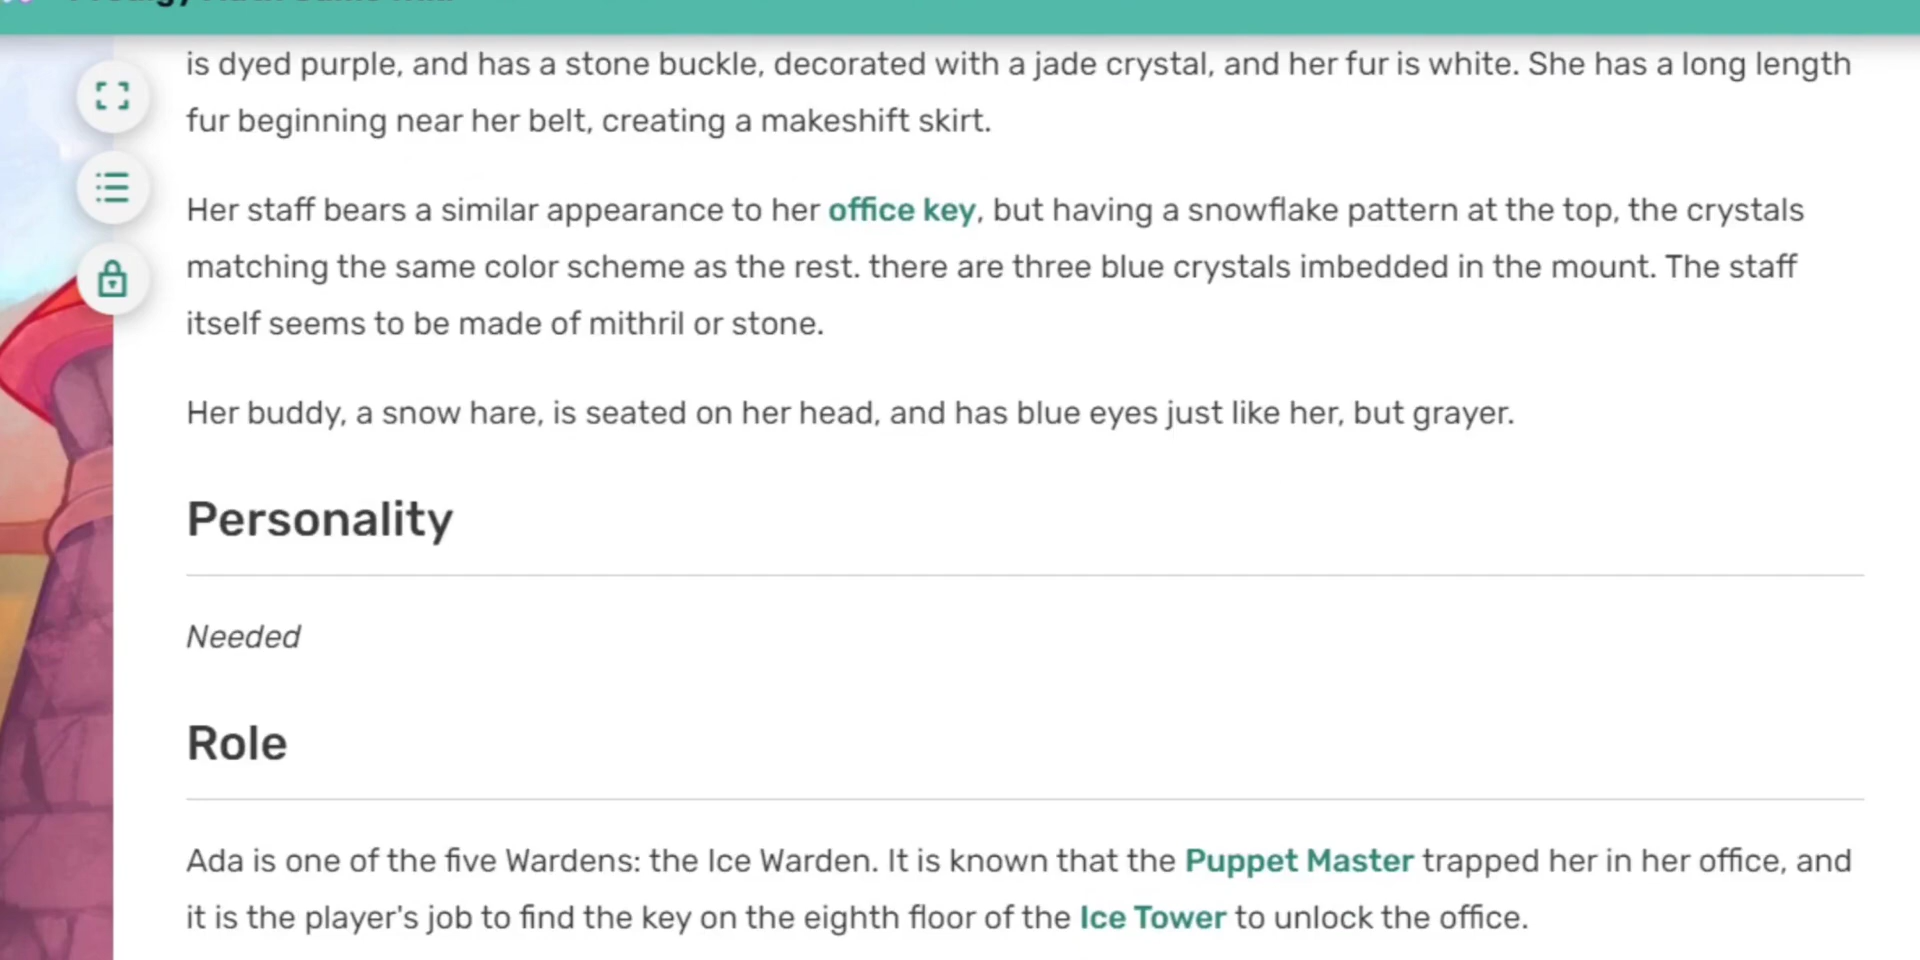 is dyed purple, and has a stone buckle, decorated with a jade crystal, and her fur is white. She has a long length
fur beginning near her belt, creating a makeshift skirt.
Her staff bears a similar appearance to her office key, but having a snowflake pattern at the top, the crystals
matching the same color scheme as the rest. there are three blue crystals imbedded in the mount. The staff
itself seems to be made of mithril or stone.
Her buddy, a snow hare, is seated on her head, and has blue eyes just like her, but grayer.
Personality
Needed
Role
Ada is one of the five Wardens: the Ice Warden. It is known that the Puppet Master trapped her in her office, and
it is the player's job to find the key on the eighth floor of the Ice Tower to unlock the office.